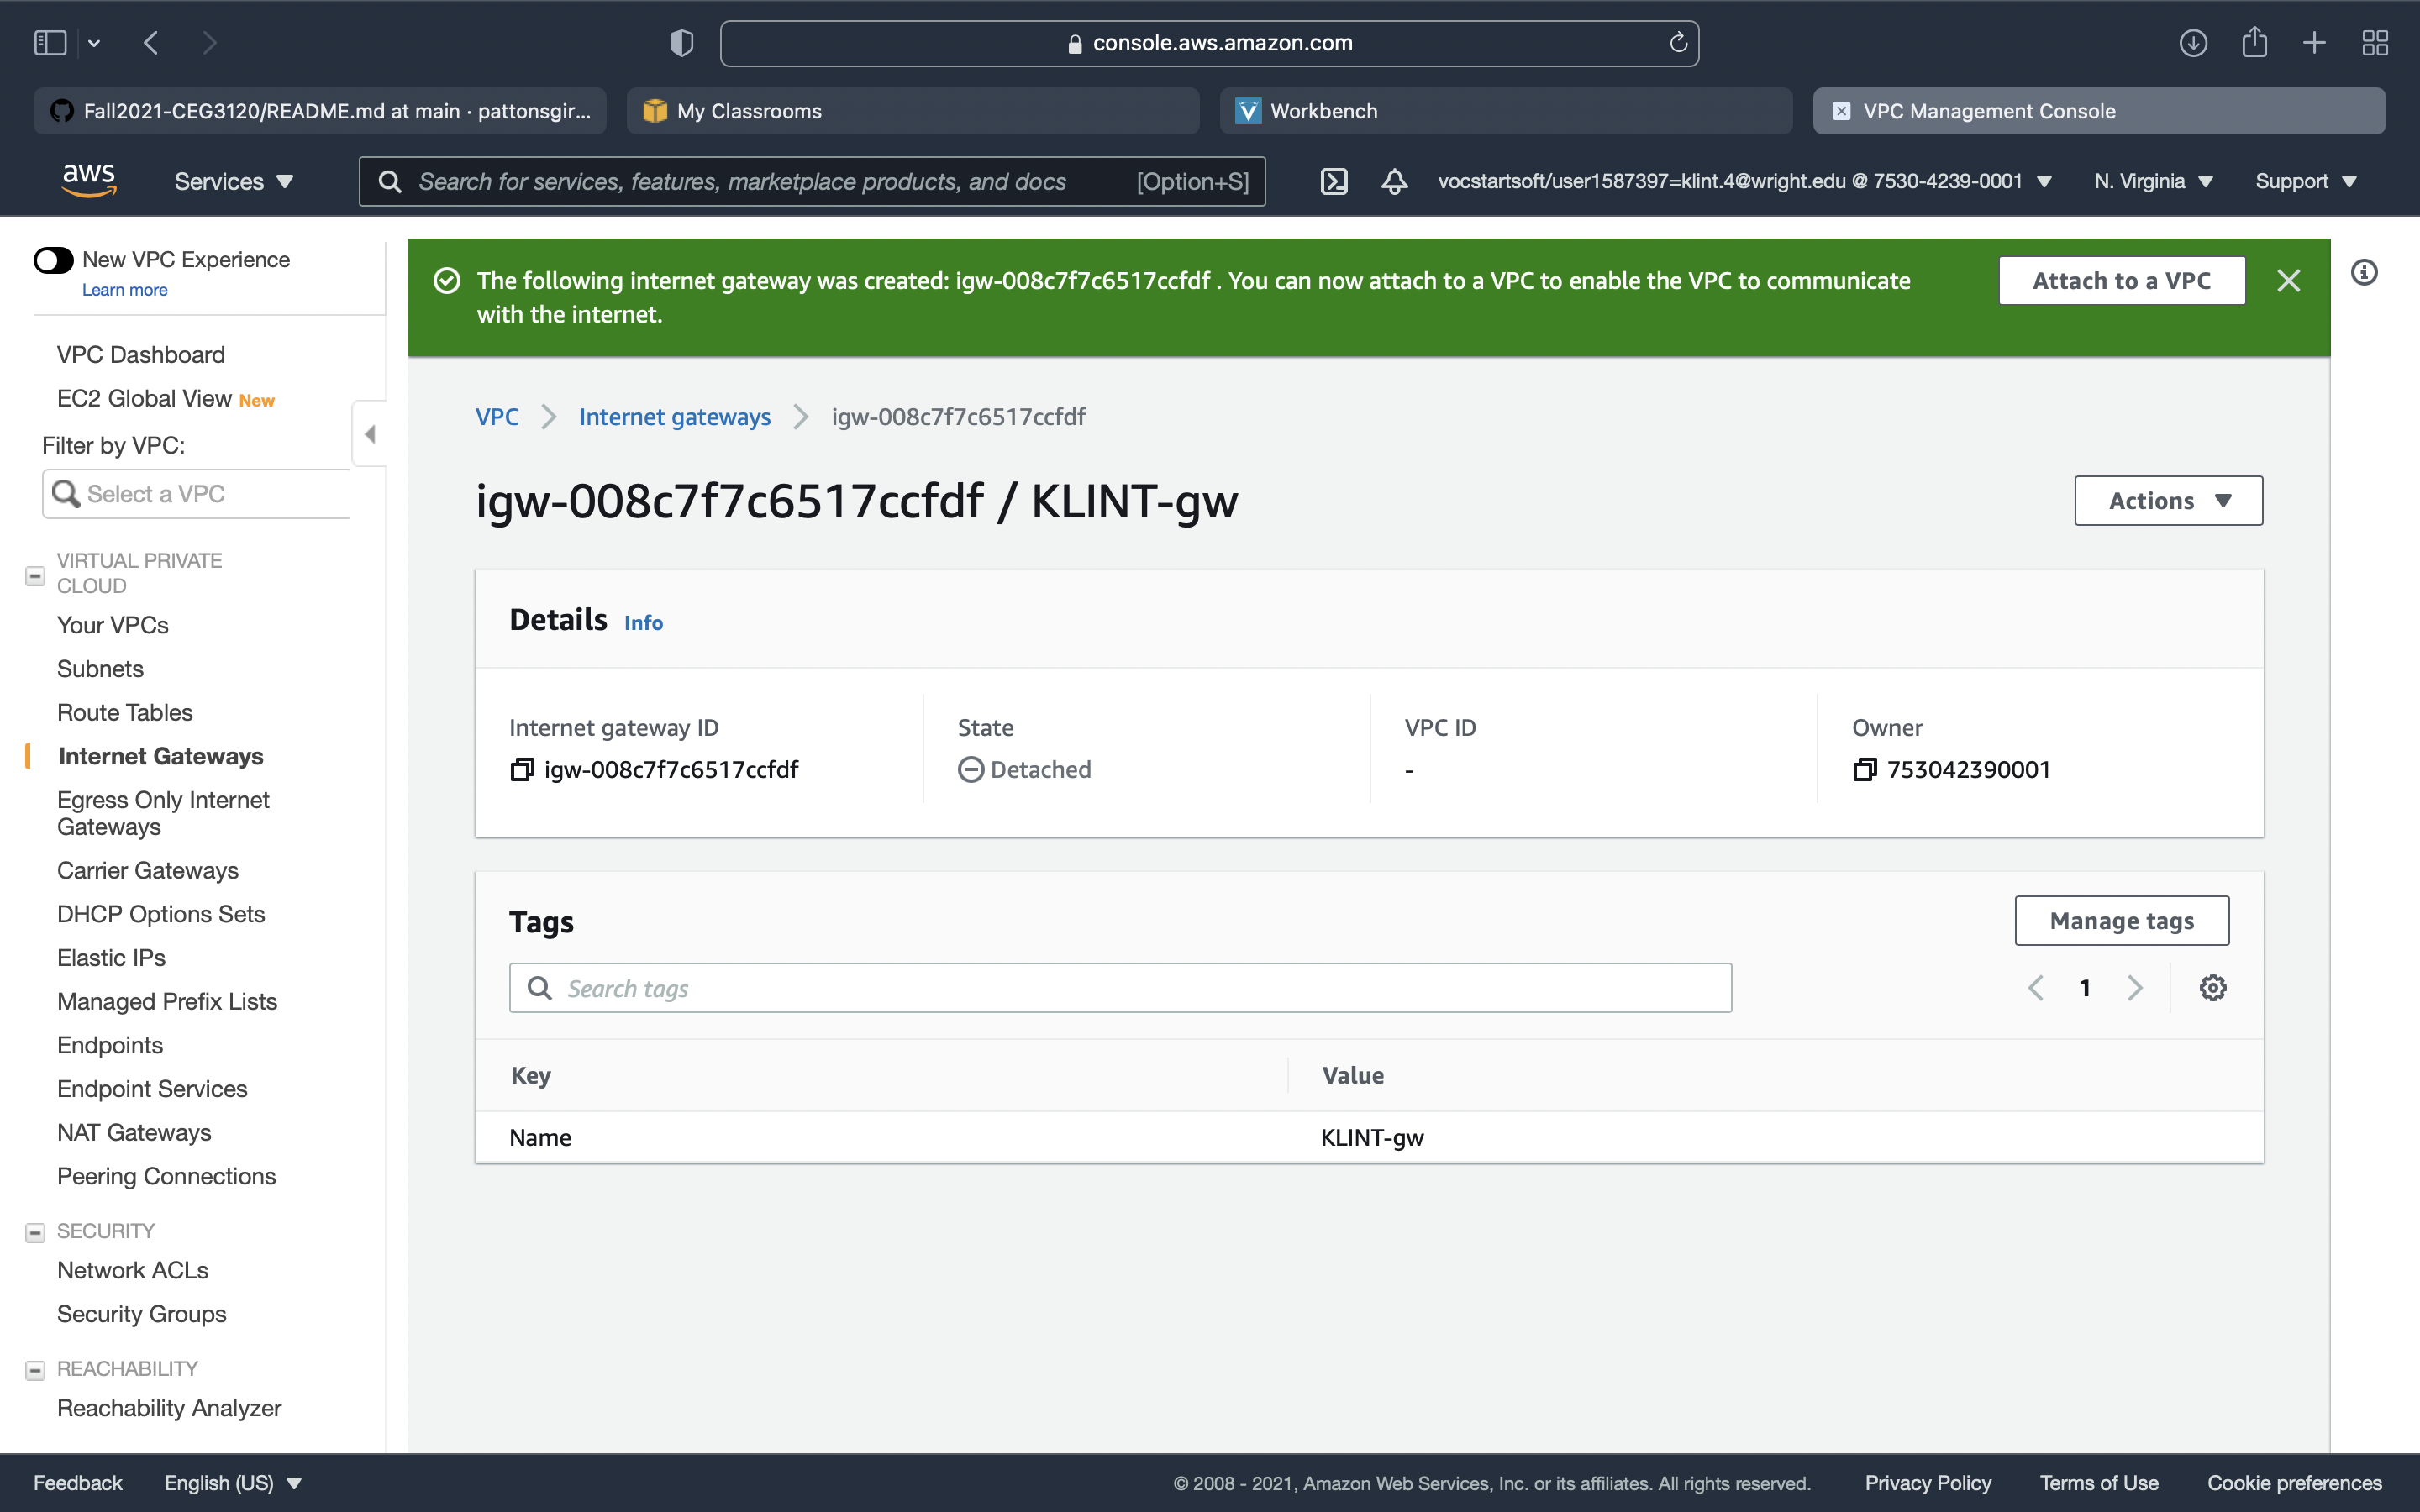 console.aws.amazon.com
Fall2021-CEG3120/README.md at main · pattonsgir...
My Classrooms
Workbench
VPC Management Console
aws
Services
Search for services, features, marketplace products, and docs
[Option+S]
vocstartsoft/user1587397=klint.4@wright.edu @ 7530-4239-0001
N. Virginia
Support
New VPC Experience
Learn more
VPC Dashboard
EC2 Global View New
Filter by VPC:
Select a VPC
VIRTUAL PRIVATE
CLOUD
Your VPCs
Subnets
Route Tables
Internet Gateways
Egress Only Internet
Gateways
Carrier Gateways
DHCP Options Sets
Elastic IPs
Managed Prefix Lists
Endpoints
Endpoint Services
NAT Gateways
Peering Connections
SECURITY
Network ACLs
Security Groups
REACHABILITY
Reachability Analyzer
The following internet gateway was created: igw-008c7f7c6517ccfdf . You can now attach to a VPC to enable the VPC to communicate
with the internet.
Attach to a VPC
VPC
Internet gateways
igw-008c7f7c6517ccfdf
igw-008c7f7c6517ccfdf / KLINT-gw
Actions
Details Info
Internet gateway ID
igw-008c7f7c6517ccfdf
State
Detached
VPC ID
-
Owner
753042390001
Tags
Manage tags
Search tags
1
Key
Value
Name
KLINT-gw
Feedback
English (US)
© 2008 - 2021, Amazon Web Services, Inc. or its affiliates. All rights reserved.
Privacy Policy
Terms of Use
Cookie preferences